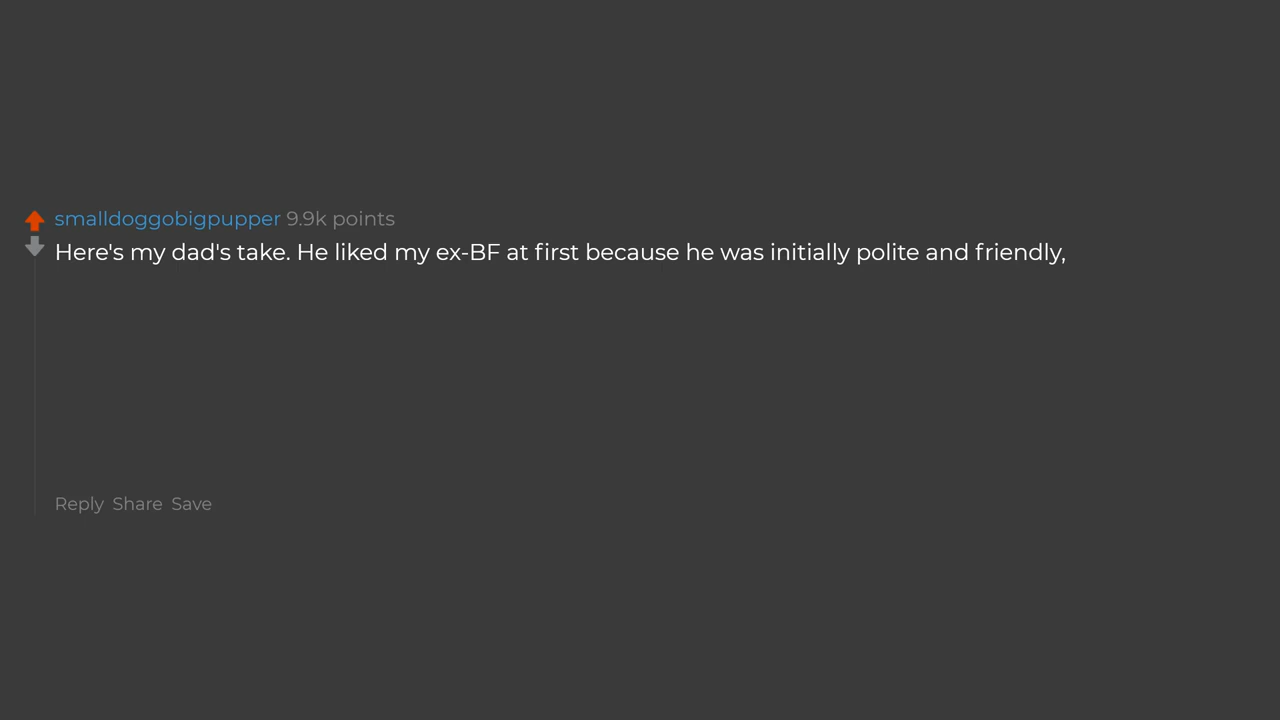 smalldoggobigpupper 9.9k points
Here's my dad's take. He liked my ex-BF at first because he was initially polite and friendly,
Reply Share Save